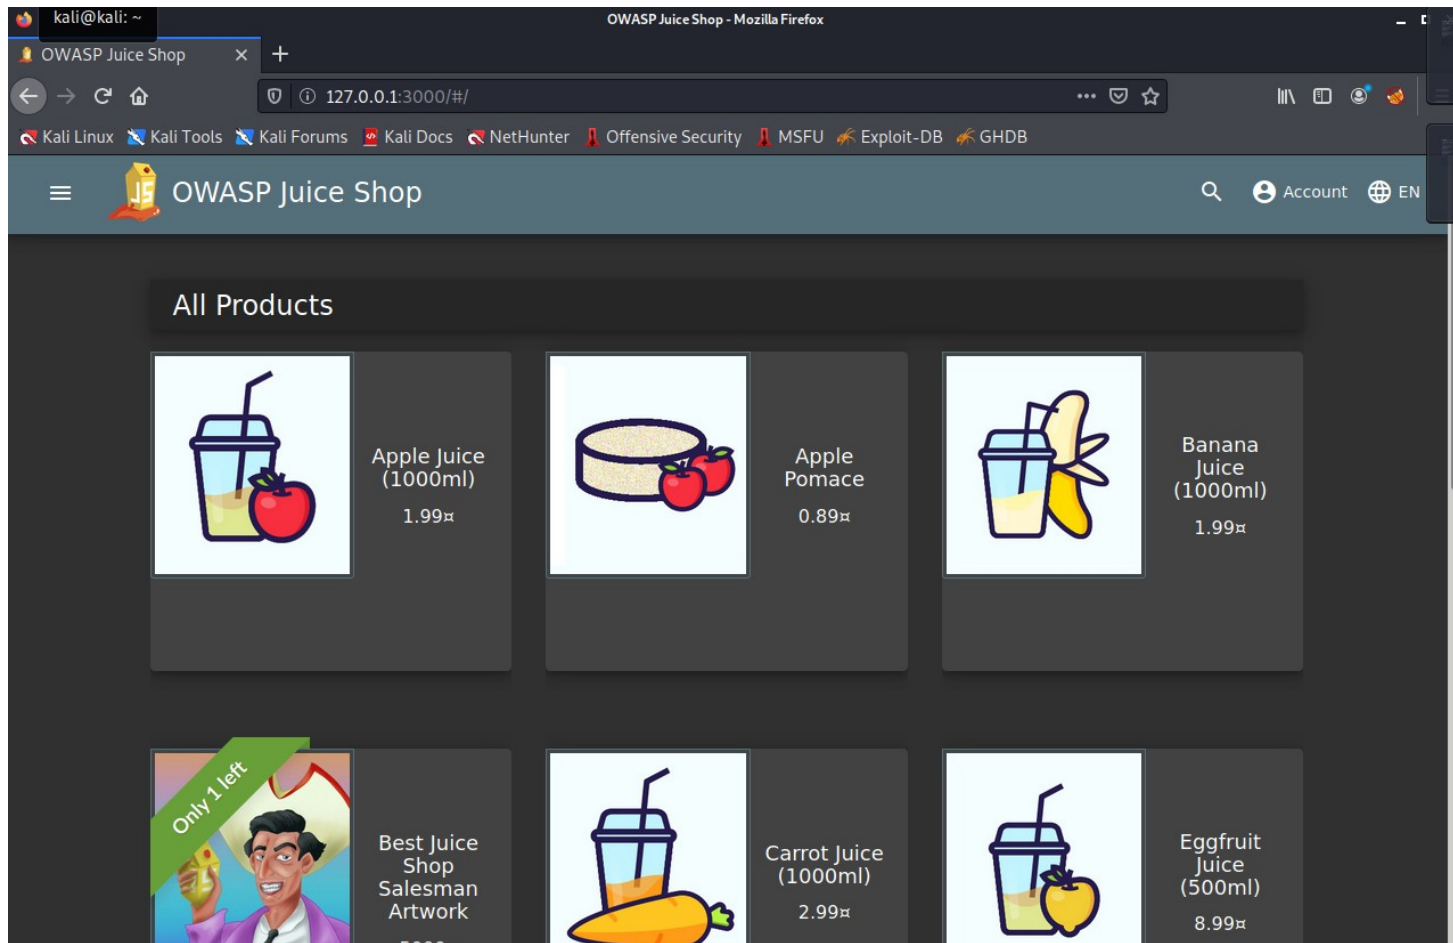 kali@kali: ~
OWASP Juice Shop - Mozilla Firefox
OWASP Juice Shop
127.0.0.1:3000/#/
Kali Linux Kali Tools Kali Forums Kali Docs NetHunter Offensive Security MSFU Exploit-DB GHDB
JS
OWASP Juice Shop
Account
EN
All Products
Apple Juice
(1000ml)
1.99¤
Apple
Pomace
0.89¤
Banana
Juice
(1000ml)
1.99¤
Only 1 left
Best Juice
Shop
Salesman
Artwork
Carrot Juice
(1000ml)
2.99¤
Eggfruit
Juice
(500ml)
8.99¤